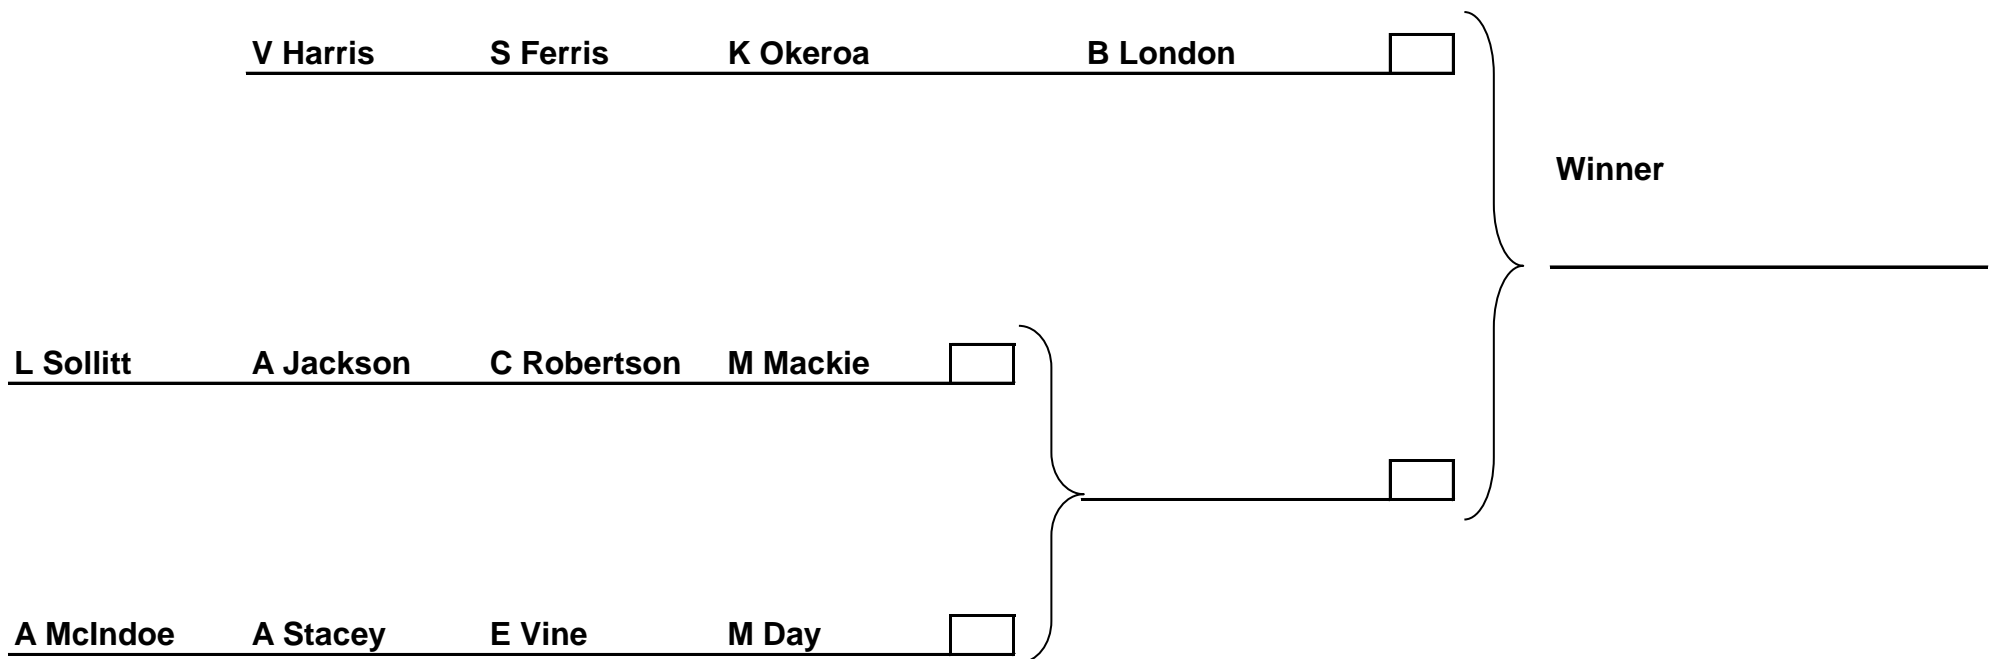 V Harris S Ferris K Okeroa B London
Winner
L Sollitt A Jackson C Robertson M Mackie
A McIndoe A Stacey E Vine M Day